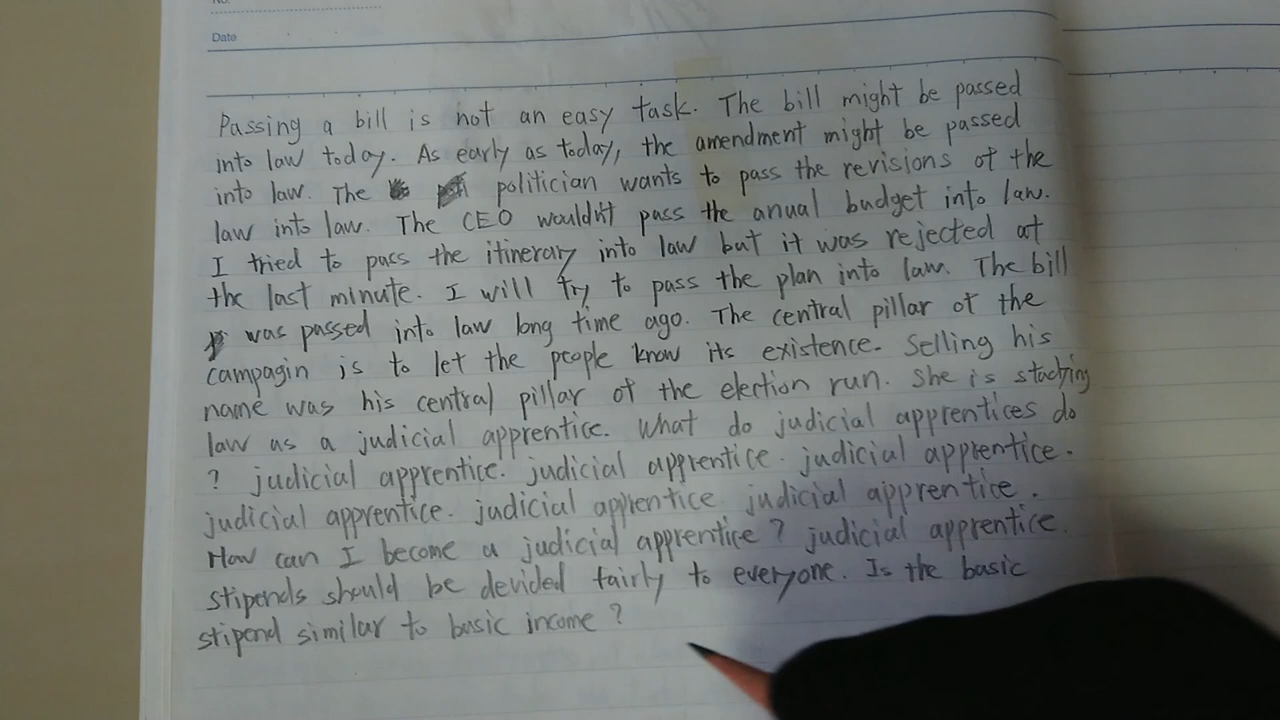 No.
Date
Passing a bill is not an easy task. The bill might be passed
into law today. As early as today, the amendment might be passed
into law. The politician wants to pass the revisions of the
law into law. The CEO wouldn't pass the anual budget into law.
I tried to pass the itinerary into law but it was rejected at
the last minute. I will try to pass the plan into law. The bill
was passed into law long time ago. The central pillar of the
campagin is to let the people know its existence. Selling his
name was his central pillar of the election run. She is
law as a judicial apprentice. What do judicial apprentices do
? judicial apprentice. judicial apprentice. judicial apprentice.
judicial apprentice. judicial apprentice. judicial apprentice.
How can I become a judicial apprentice? judicial apprentice.
stipends should be devided fairly to everyone. Is the basic
stipend similar to basic income?